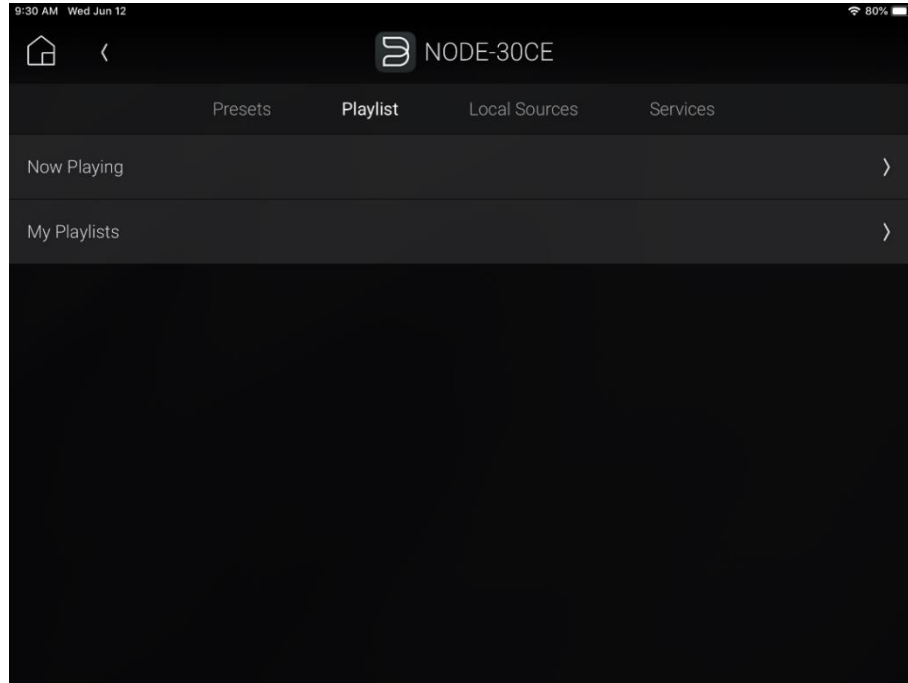 9:30 AM Wed Jun 12 80%
NODE-30CE
Presets Playlist Local Sources Services
Now Playing
My Playlists